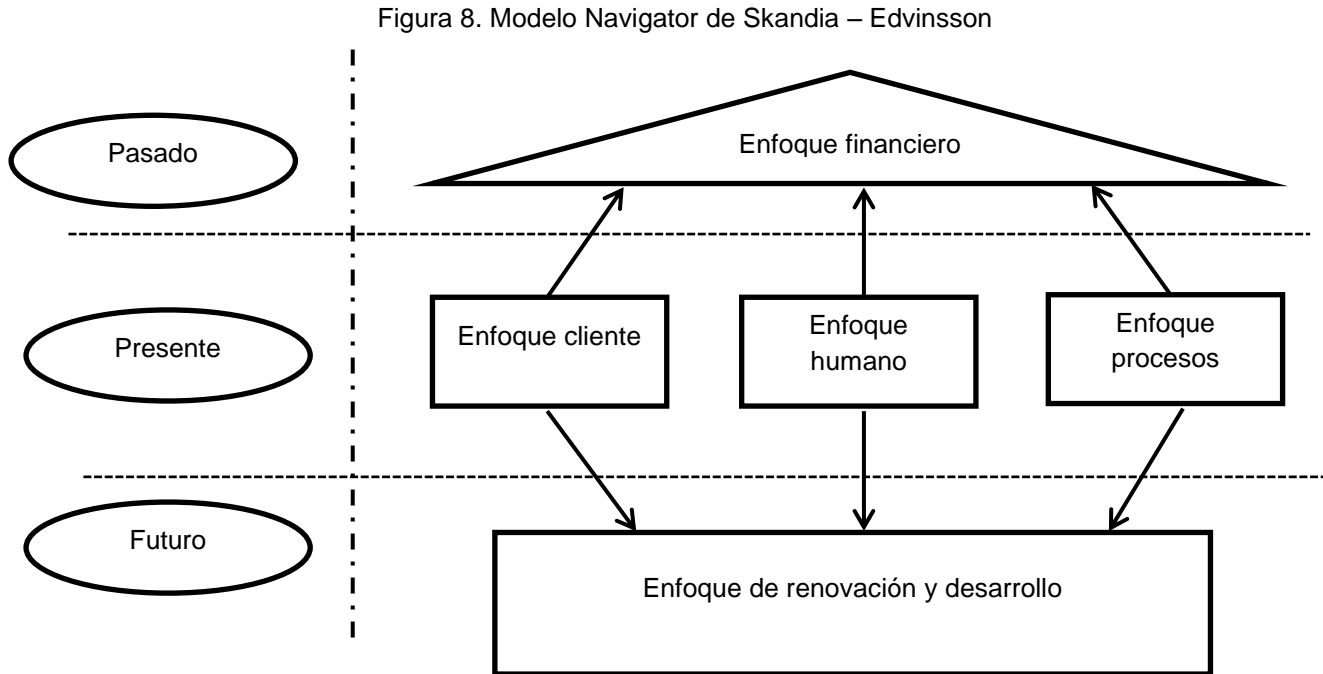 Figura 8. Modelo Navigator de Skandia – Edvinsson
Pasado
Enfoque financiero
Presente
Enfoque cliente
Enfoque
humano
Enfoque
procesos
Futuro
Enfoque de renovación y desarrollo